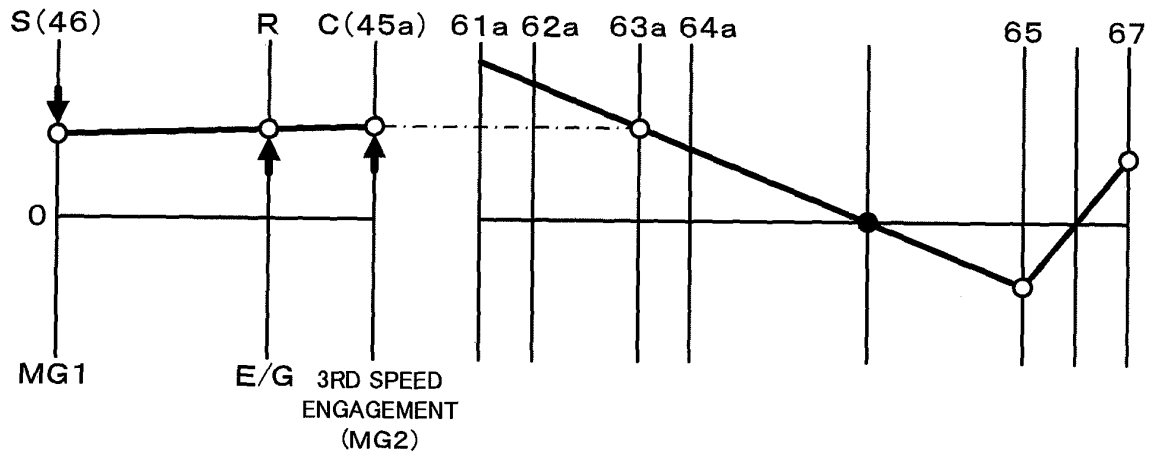 S(46) R C(45a) 61a 62a 63a 64a 65 67
0
MG1 E/G 3RD SPEED
ENGAGEMENT
(MG2)